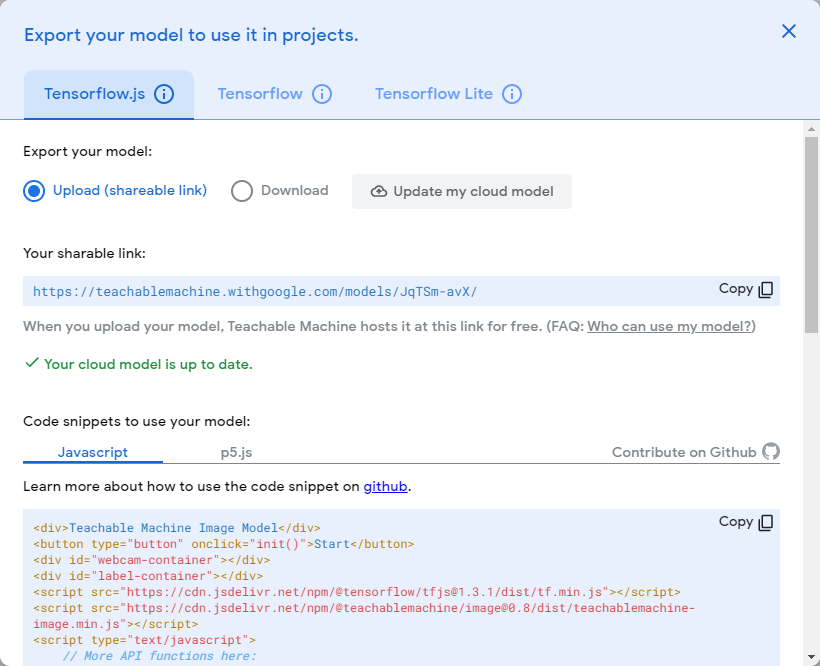 Export your model to use it in projects.
Tensorflow.js
Tensorflow
Tensorflow Lite
Export your model:
Upload (shareable link)
Download
Update my cloud model
Your sharable link:
https://teachablemachine.withgoogle.com/models/JqTSm-avX/
Copy
When you upload your model, Teachable Machine hosts it at this link for free. (FAQ: Who can use my model?)
Your cloud model is up to date.
Code snippets to use your model:
Javascript
p5.js
Contribute on Github
Learn more about how to use the code snippet on github.
Copy
<div>Teachable Machine Image Model</div>
<button type="button" onclick="init()">Start</button>
<div id="webcam-container"></div>
<div id="label-container"></div>
<script src="https://cdn.jsdelivr.net/npm/@tensorflow/tfjs@1.3.1/dist/tf.min.js"></script>
<script src="https://cdn.jsdelivr.net/npm/@teachablemachine/image@0.8/dist/teachablemachine-
image.min.js"></script>
<script type="text/javascript">
// More API functions here: